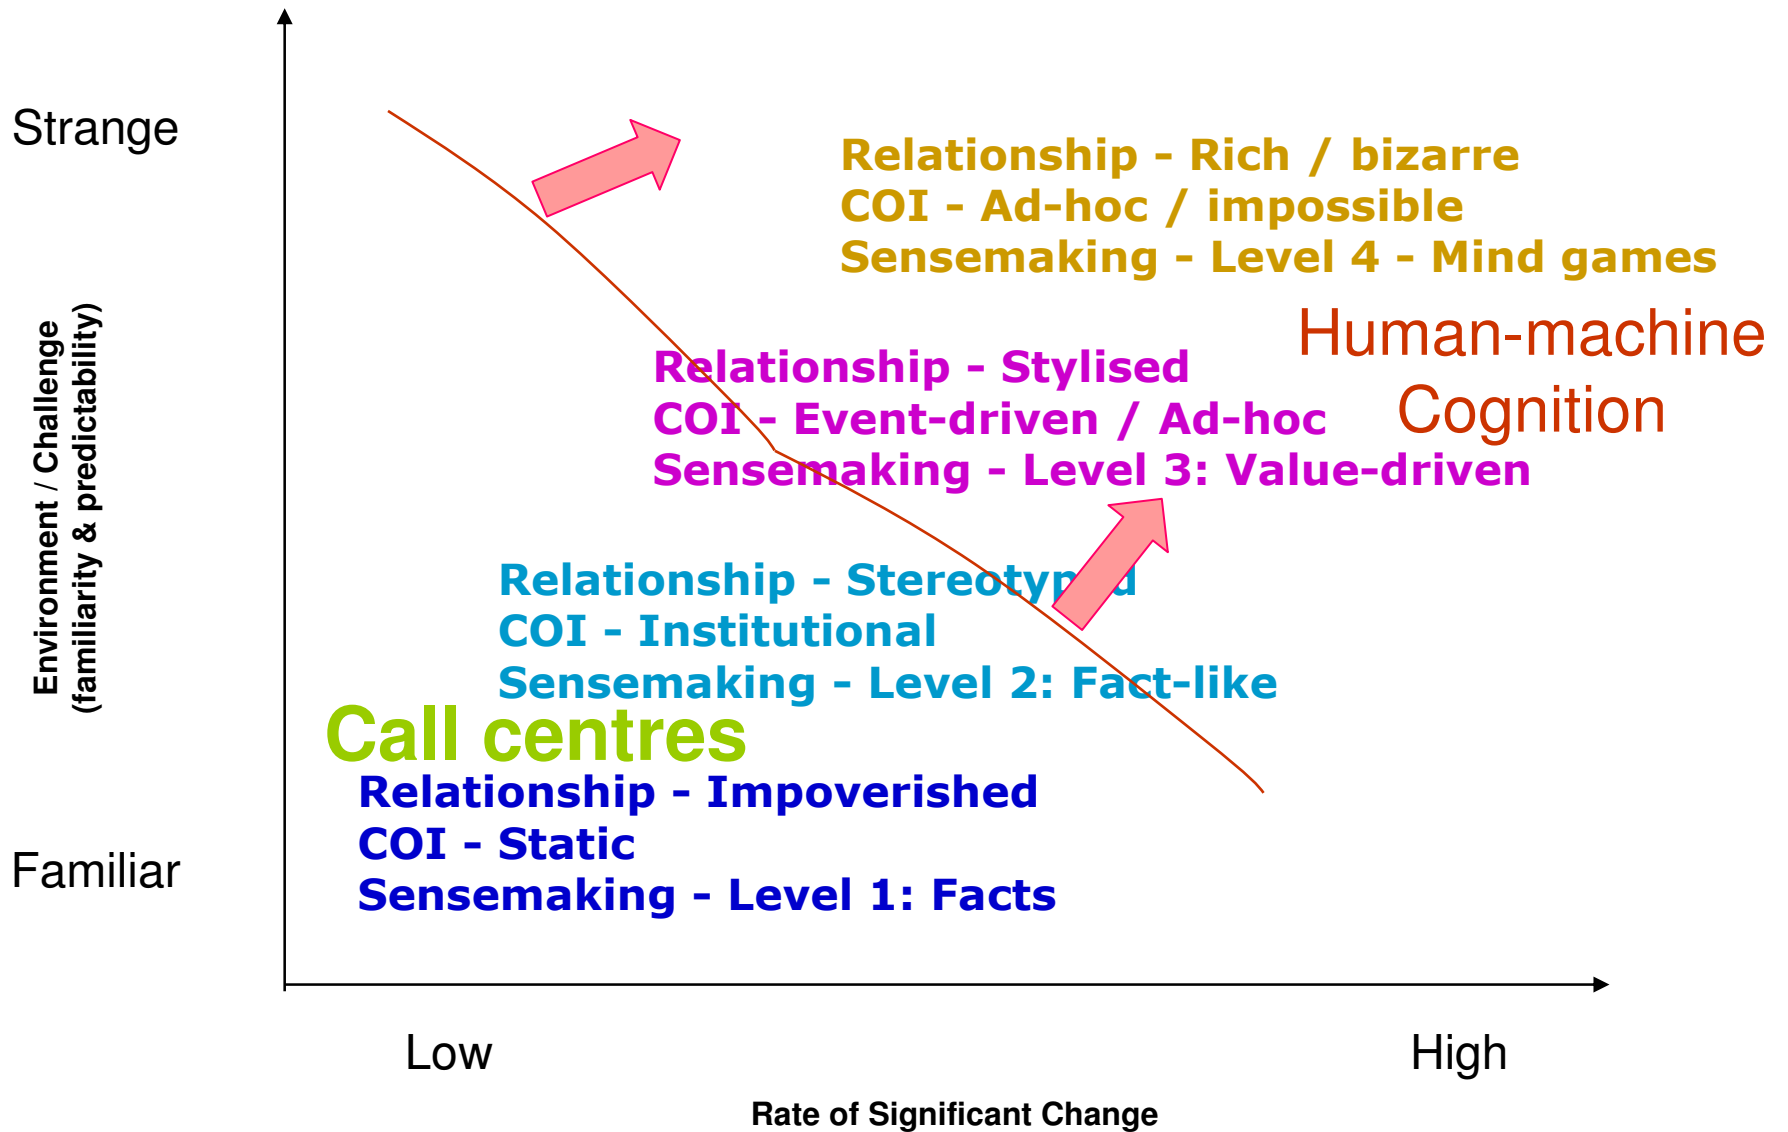 Strange
Relationship - Rich / bizarre
COI - Ad-hoc / impossible
Sensemaking - Level 4 - Mind games
Human-machine
Cognition
Environment / Challenge
(familiarity & predictability)
Relationship - Stylised
COI - Event-driven / Ad-hoc
Sensemaking - Level 3: Value-driven
Relationship - Stereotyped
COI - Institutional
Sensemaking - Level 2: Fact-like
Call centres
Relationship - Impoverished
COI - Static
Sensemaking - Level 1: Facts
Familiar
Low
High
Rate of Significant Change